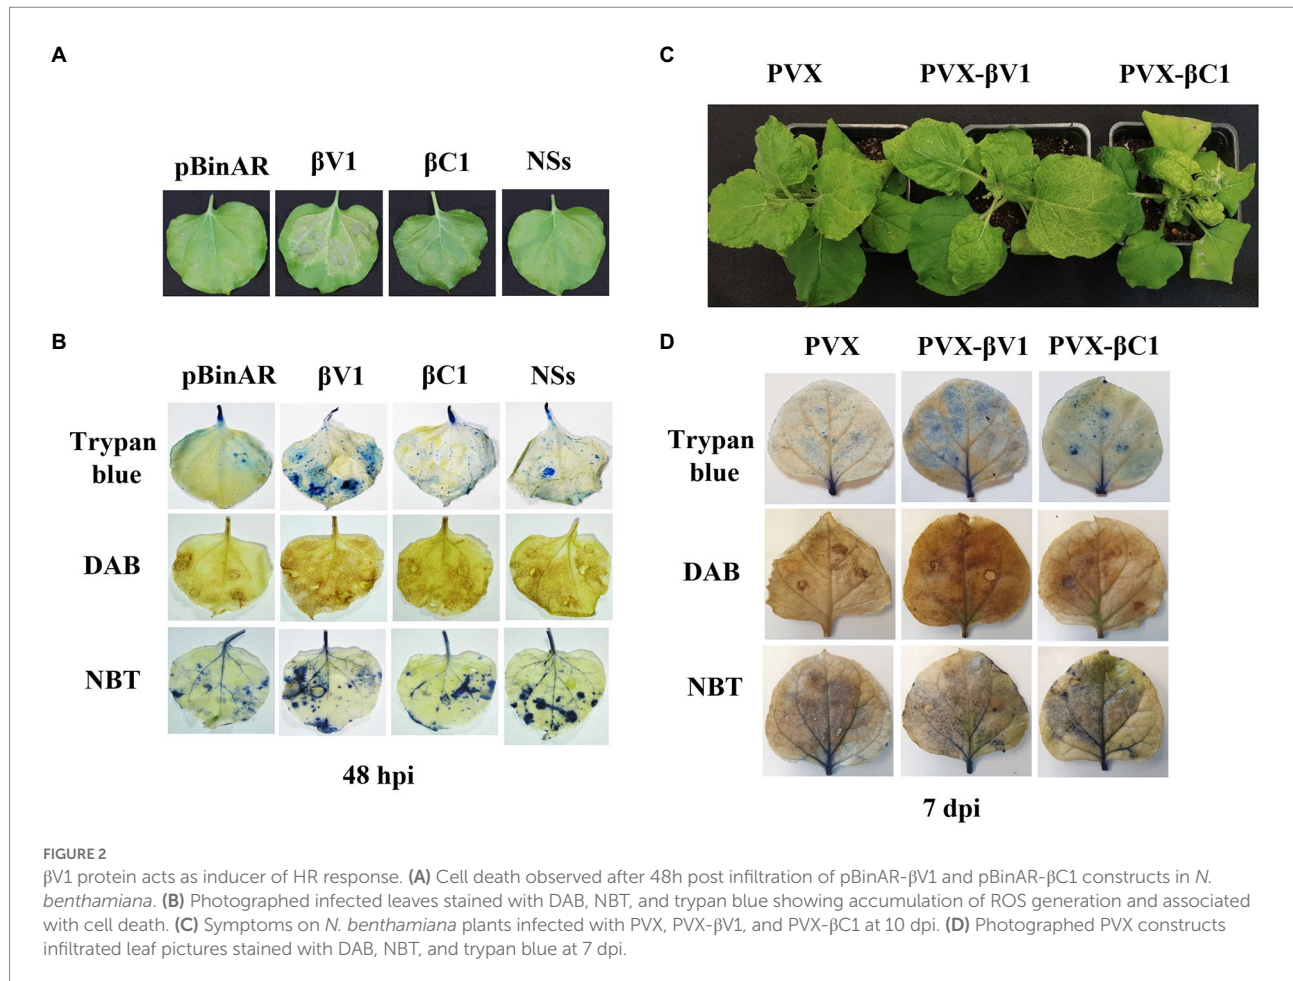 A
pBinAR βV1 βC1 NSs
B
pBinAR βV1 βC1 NSs
Trypan
blue
DAB
NBT
48 hpi
C
PVX PVX-βV1 PVX-βC1
D
PVX PVX-βV1 PVX-βC1
Trypan
blue
DAB
NBT
7 dpi
FIGURE 2
βV1 protein acts as inducer of HR response. (A) Cell death observed after 48h post infiltration of pBinAR-βV1 and pBinAR-βC1 constructs in N.
benthamiana. (B) Photographed infected leaves stained with DAB, NBT, and trypan blue showing accumulation of ROS generation and associated
with cell death. (C) Symptoms on N. benthamiana plants infected with PVX, PVX-βV1, and PVX-βC1 at 10 dpi. (D) Photographed PVX constructs
infiltrated leaf pictures stained with DAB, NBT, and trypan blue at 7 dpi.